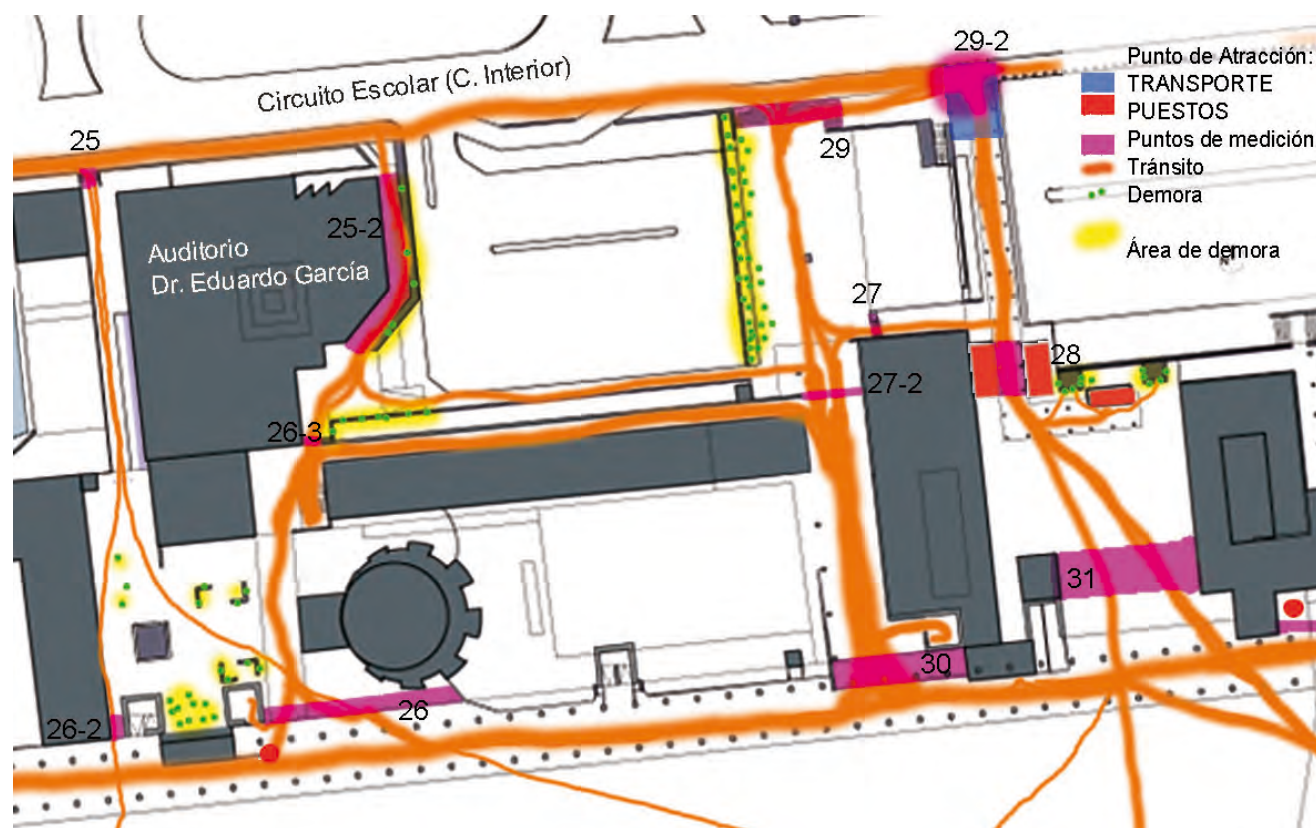 29-2
Punto de Atracción:
TRANSPORTE
PUESTOS
Puntos de medición
Tránsito
Demora
Área de demora
Circuito Escolar (C. Interior)
25
29
25-2
Auditorio
Dr. Eduardo García
27
28
27-2
26-3
31
30
26
26-2